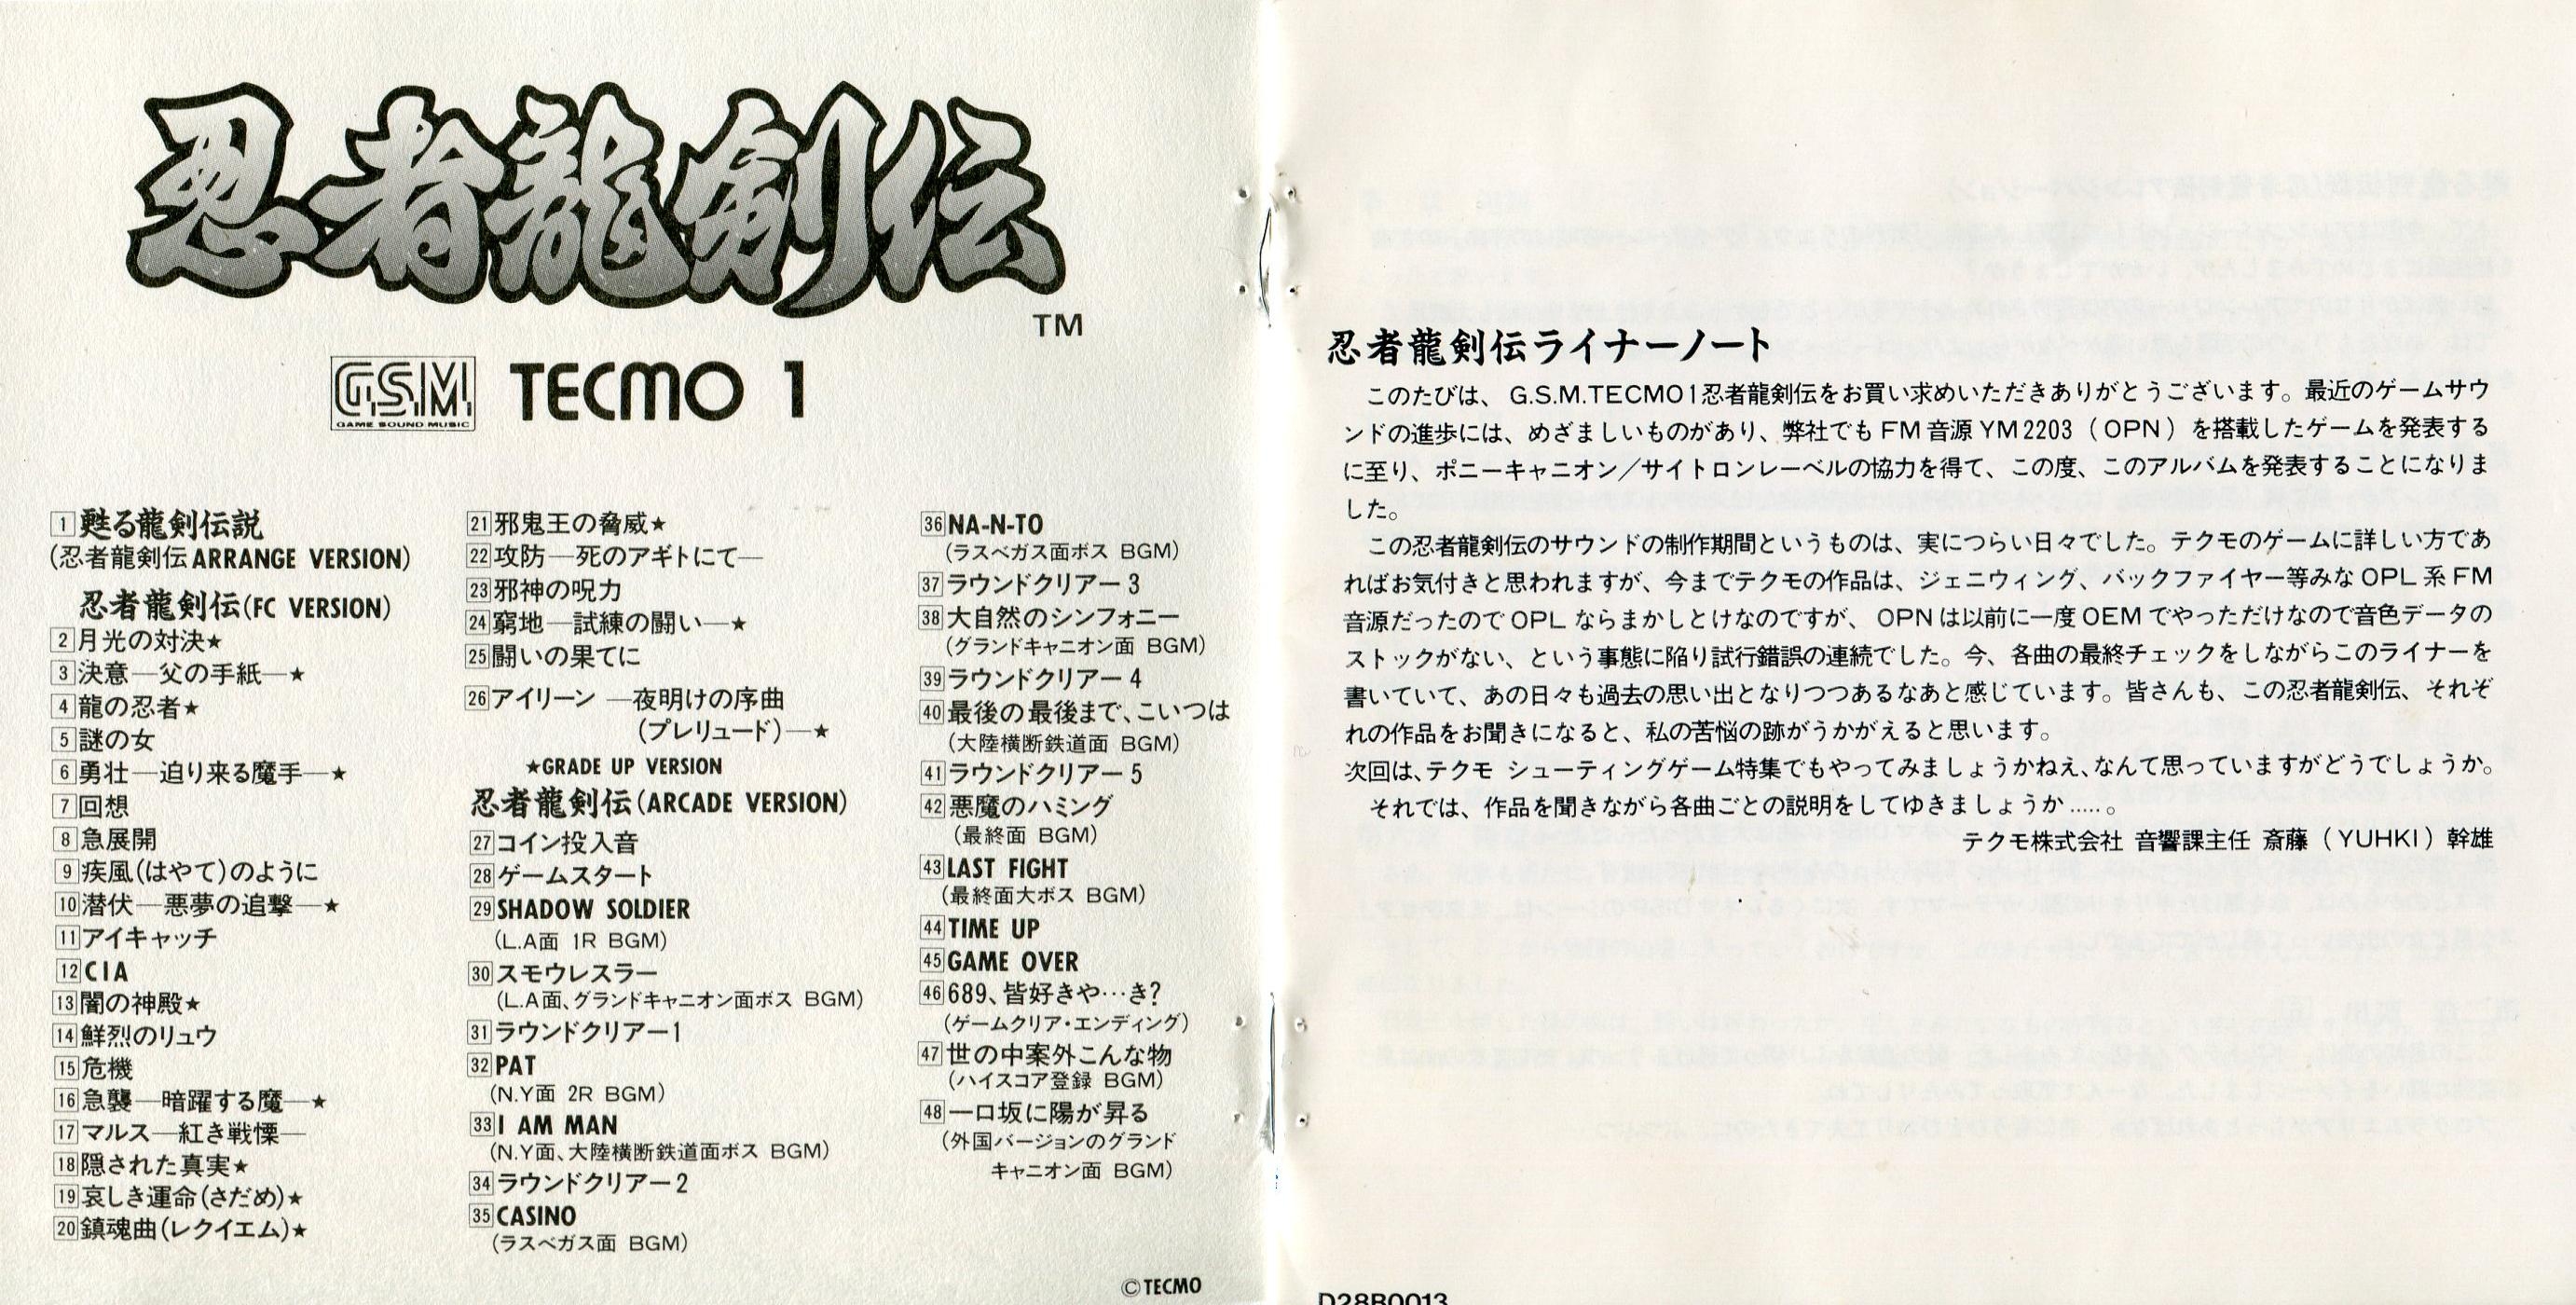 忍者龍剣伝
TM
G.S.M.
GAME SOUND MUSIC
TECMO 1
1 甦る龍剣伝説
(忍者龍剣伝 ARRANGE VERSION)
忍者龍剣伝(FC VERSION)
2 月光の対決★
3 決意―父の手紙―★
4 龍の忍者★
5 謎の女
6 勇壮―迫り来る魔手―★
7 回想
8 急展開
9 疾風(はやて)のように
10 潜伏―悪夢の追撃―★
11 アイキャッチ
12 CIA
13 闇の神殿★
14 鮮烈のリュウ
15 危機
16 急襲―暗躍する魔―★
17 マルス―紅き戦慄―
18 隠された真実★
19 哀しき運命(さだめ)★
20 鎮魂曲(レクイエム)★
21 邪鬼王の脅威★
22 攻防―死のアギトにて―
23 邪神の呪力
24 窮地―試練の闘い―★
25 闘いの果てに
26 アイリーン ―夜明けの序曲
(プレリュード)―★
★GRADE UP VERSION
忍者龍剣伝(ARCADE VERSION)
27 コイン投入音
28 ゲームスタート
29 SHADOW SOLDIER
(L.A面 1R BGM)
30 スモウレスラー
(L.A面、グランドキャニオン面ボス BGM)
31 ラウンドクリアー1
32 PAT
(N.Y面 2R BGM)
33 I AM MAN
(N.Y面、大陸横断鉄道面ボス BGM)
34 ラウンドクリアー2
35 CASINO
(ラスベガス面 BGM)
36 NA-N-TO
(ラスベガス面ボス BGM)
37 ラウンドクリアー3
38 大自然のシンフォニー
(グランドキャニオン面 BGM)
39 ラウンドクリアー4
40 最後の最後まで、こいつは
(大陸横断鉄道面 BGM)
41 ラウンドクリアー5
42 悪魔のハミング
(最終面 BGM)
43 LAST FIGHT
(最終面大ボス BGM)
44 TIME UP
45 GAME OVER
46 689、皆好きや…き?
(ゲームクリア・エンディング)
47 世の中案外こんな物
(ハイスコア登録 BGM)
48 一口坂に陽が昇る
(外国バージョンのグランド
キャニオン面 BGM)
©TECMO
忍者龍剣伝ライナーノート
このたびは、G.S.M.TECMO1忍者龍剣伝をお買い求めいただきありがとうございます。最近のゲームサウ
ンドの進歩には、めざましいものがあり、弊社でもFM音源YM2203(OPN)を搭載したゲームを発表する
に至り、ポニーキャニオン/サイトロンレーベルの協力を得て、この度、このアルバムを発表することになりま
した。
この忍者龍剣伝のサウンドの制作期間というものは、実につらい日々でした。テクモのゲームに詳しい方であ
ればお気付きと思われますが、今までテクモの作品は、ジェニウィング、バックファイヤー等みなOPL系FM
音源だったのでOPLならまかしとけなのですが、OPNは以前に一度OEMでやっただけなので音色データの
ストックがない、という事態に陥り試行錯誤の連続でした。今、各曲の最終チェックをしながらこのライナーを
書いていて、あの日々も過去の思い出となりつつあるなあと感じています。皆さんも、この忍者龍剣伝、それぞ
れの作品をお聞きになると、私の苦悩の跡がうかがえると思います。
次回は、テクモ シューティングゲーム特集でもやってみましょうかねえ、なんて思っていますがどうでしょうか。
それでは、作品を聞きながら各曲ごとの説明をしてゆきましょうか……。
テクモ株式会社 音響課主任 斎藤(YUHKI)幹雄
D28B0013